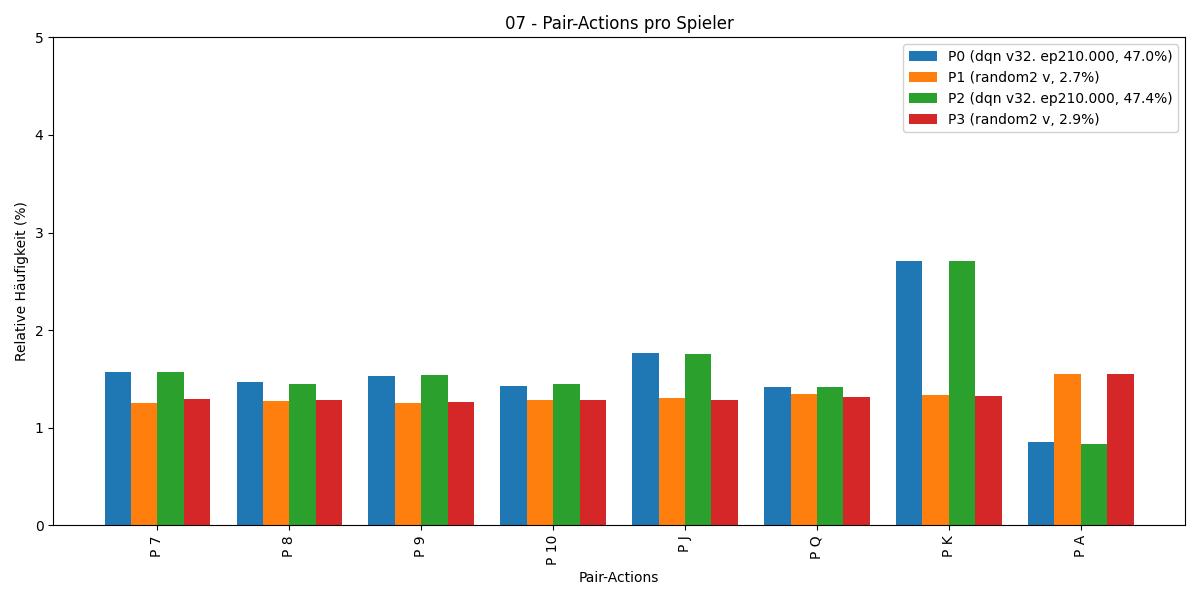 07 - Pair-Actions pro Spieler
P0 (dqn v32. ep210.000, 47.0%)
P1 (random2 v, 2.7%)
P2 (dqn v32. ep210.000, 47.4%)
P3 (random2 v, 2.9%)
Relative Häufigkeit (%)
5
4
3
2
1
0
P 7
P 8
P 9
P 10
P J
P Q
P K
P A
Pair-Actions